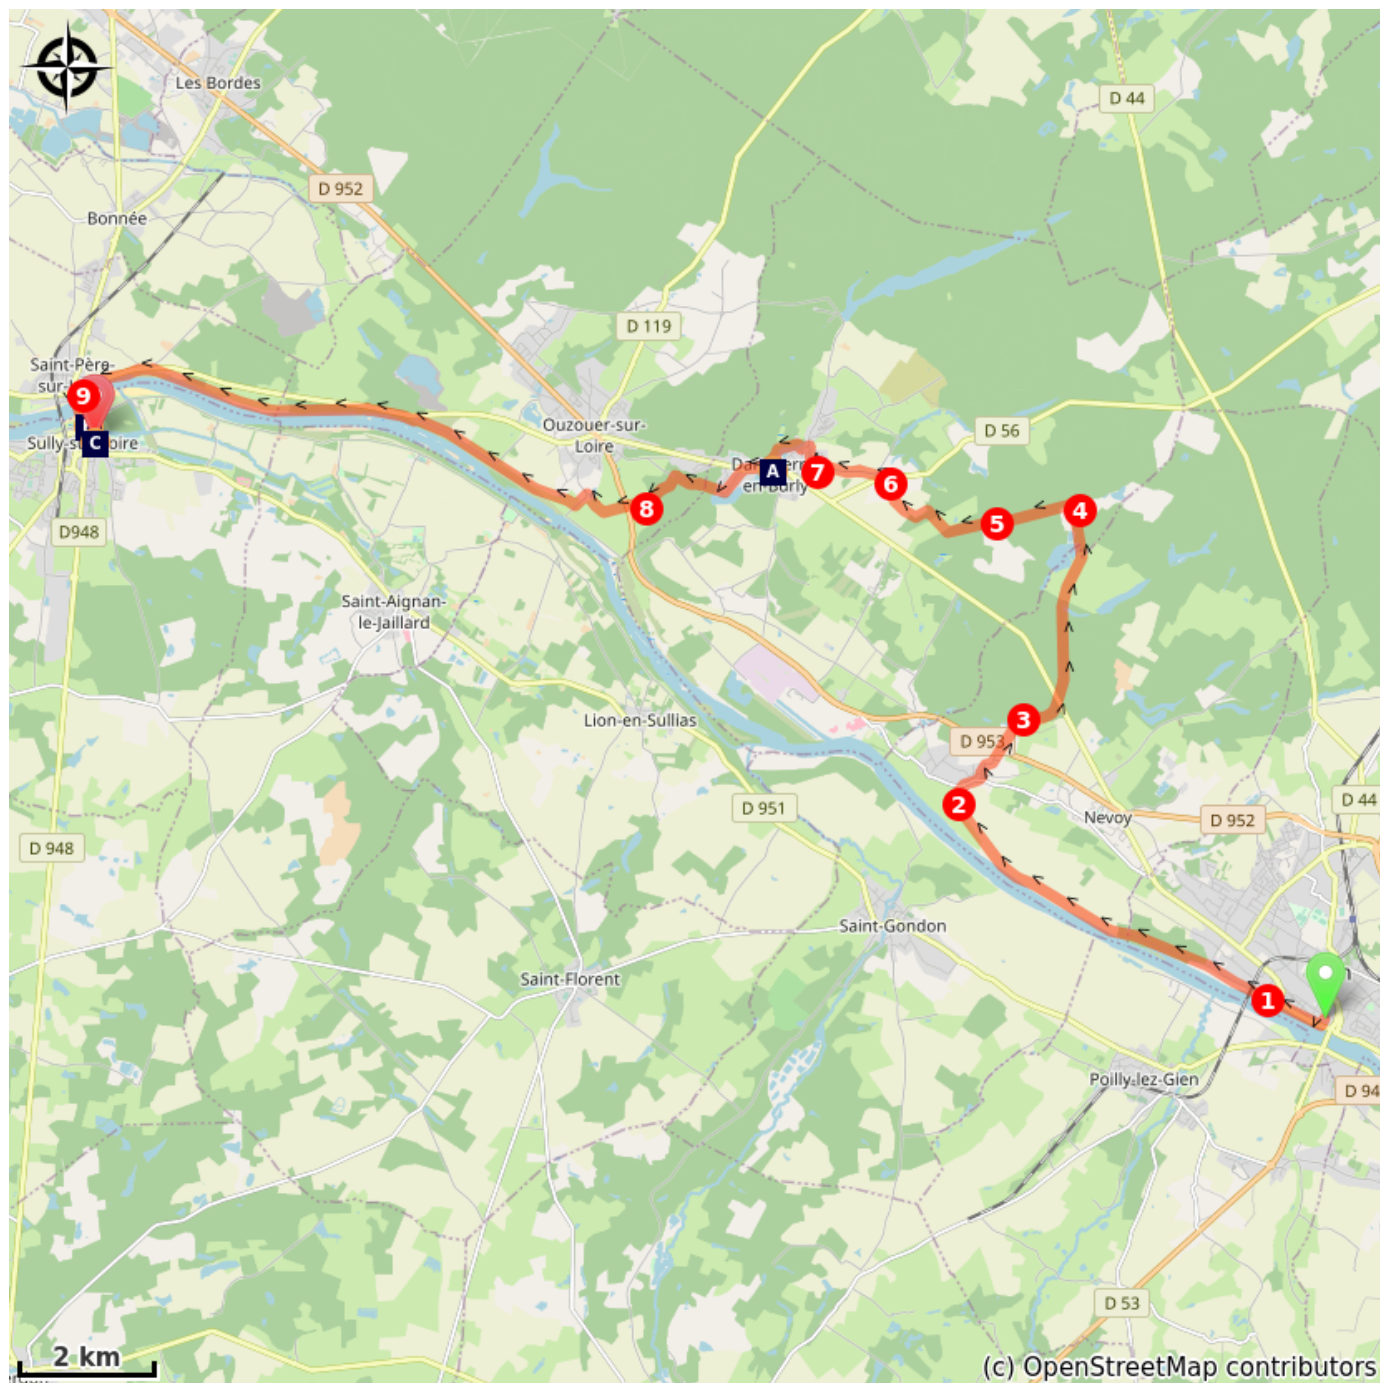 Les Bordes
D 44
D 952
Bonnée
D 119
Saint-Père-
sur-
9
C
Ouzouer-sur-
Loire
D 56
A
7
6
en-Burly
8
5
4
D948
Saint-Aignan-
le-Jaillard
Lion-en-Sullias
3
D 953
2
D 951
Nevoy
D 952
D 44
D 948
Saint-Gondon
Saint-Florent
1
Poilly-lez-Gien
D 94
D 53
2 km
(c) OpenStreetMap contributors